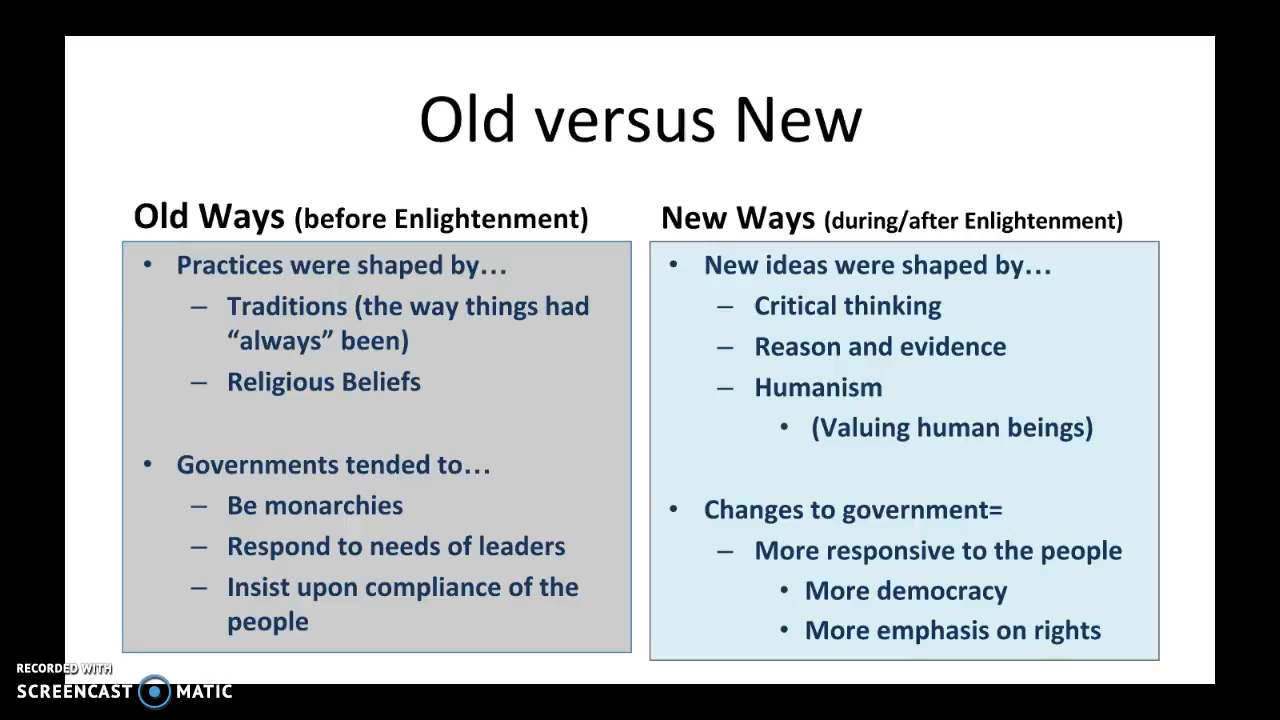 Old versus New
Old Ways (before Enlightenment)
• Practices were shaped by…
– Traditions (the way things had
“always” been)
– Religious Beliefs
• Governments tended to…
– Be monarchies
– Respond to needs of leaders
– Insist upon compliance of the
people
New Ways (during/after Enlightenment)
• New ideas were shaped by…
– Critical thinking
– Reason and evidence
– Humanism
• (Valuing human beings)
• Changes to government=
– More responsive to the people
• More democracy
• More emphasis on rights
RECORDED WITH
SCREENCAST MATIC